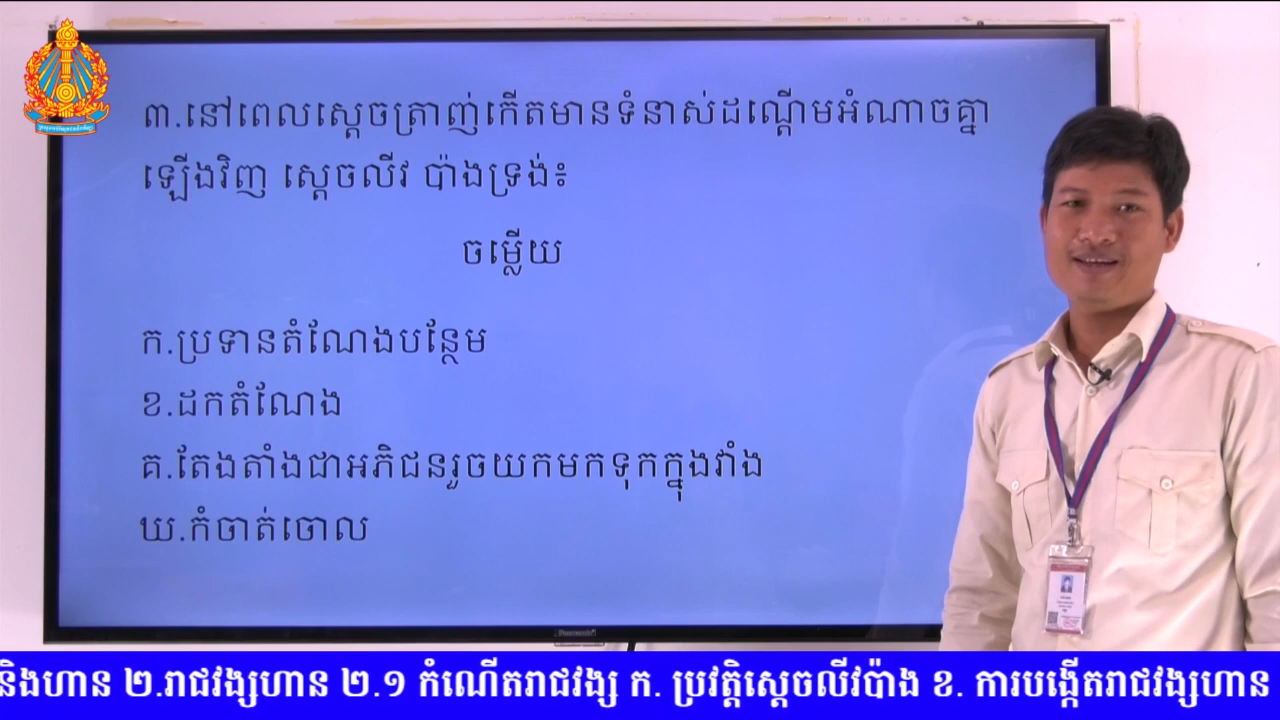 ៣.នៅពេលស្ដេចត្រាញ់កើតមានទំនាស់ដណ្ដើមអំណាចគ្នា
ឡើងវិញ ស្ដេចលីវ ប៉ាងទ្រង់៖
ចម្លើយ
ក.ប្រទានតំណែងបន្ថែម
ខ.ដកតំណែង
គ.តែងតាំងជាអភិជនរួចយកមកទុកក្នុងវាំង
ឃ.កំចាត់ចោល
Panasonic
និងហាន ២.រាជវង្សហាន ២.១ កំណើតរាជវង្ស ក. ប្រវត្តិស្ដេចលីវប៉ាង ខ. ការបង្កើតរាជវង្សហាន